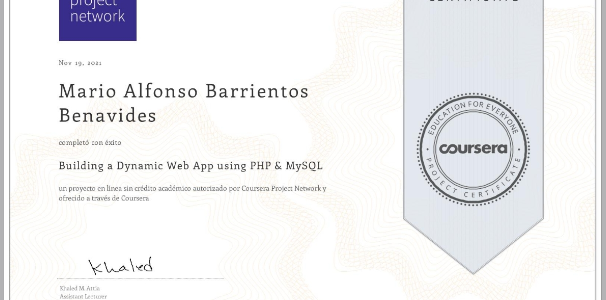 project
network
CERTIFICATE
Nov 19, 2021
Mario Alfonso Barrientos
Benavides
completó con éxito
Building a Dynamic Web App using PHP & MySQL
un proyecto en línea sin crédito académico autorizado por Coursera Project Network y
ofrecido a través de Coursera
EDUCATION FOR EVERYONE
coursera
PROJECT CERTIFICATE
Khaled
Khaled M. Attia
Assistant Lecturer